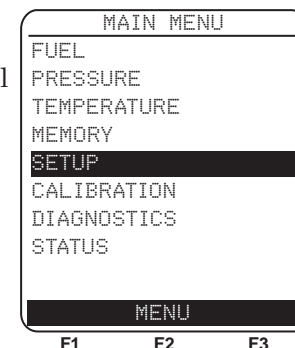 MAIN MENU
FUEL
l PRESSURE
TEMPERATURE
MEMORY
SETUP
CALIBRATION
DIAGNOSTICS
STATUS
MENU
F1 F2 F3